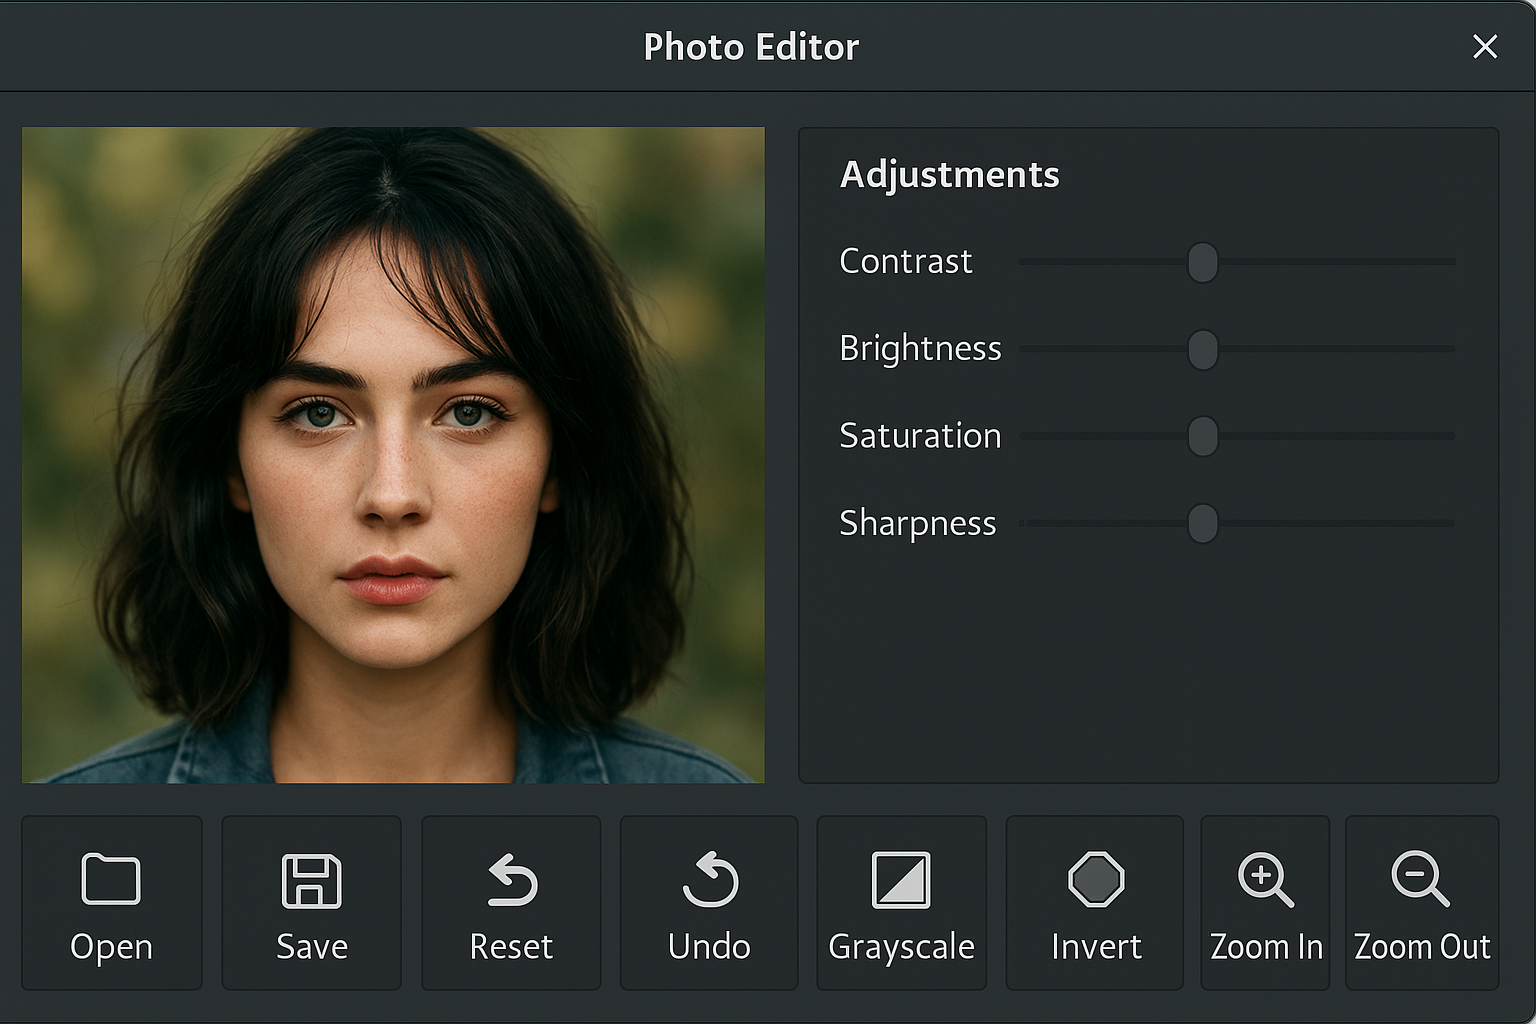 Photo Editor
Adjustments
Contrast
Brightness
Saturation
Sharpness
Open
Save
Reset
Undo
Grayscale
Invert
Zoom In
Zoom Out